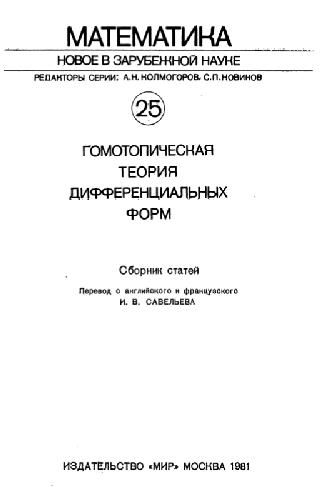 МАТЕМАТИКА
НОВОЕ В ЗАРУБЕЖНОЙ НАУКЕ
РЕДАКТОРЫ СЕРИИ: А.Н.КОЛМОГОРОВ, С.П.НОВИКОВ
25
ГОМОТОПИЧЕСКАЯ
ТЕОРИЯ
ДИФФЕРЕНЦИАЛЬНЫХ
ФОРМ
Сборник статей
Перевод с английского и французского
И. В. САВЕЛЬЕВА
ИЗДАТЕЛЬСТВО «МИР» МОСКВА 1981